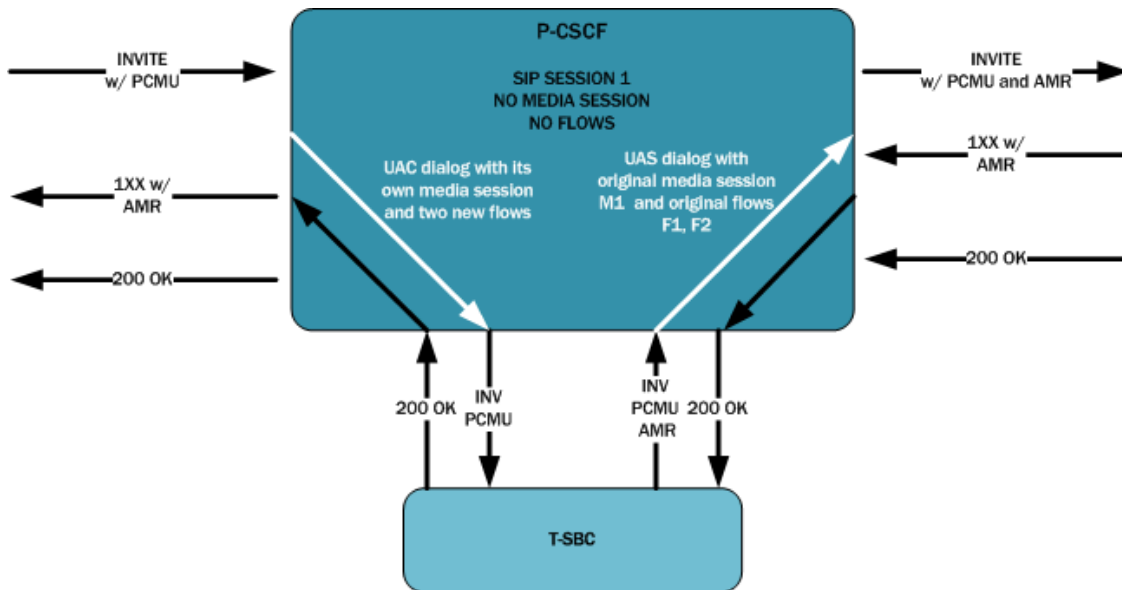 P-CSCF
SIP SESSION 1
NO MEDIA SESSION
NO FLOWS
INVITE
w/ PCMU
1XX w/
AMR
200 OK
UAC dialog with its
own media session
and two new flows
UAS dialog with
original media session
M1 and original flows
F1, F2
INVITE
w/ PCMU and AMR
1XX w/
AMR
200 OK
200 OK
INV
PCMU
INV
PCMU
AMR
200 OK
T-SBC